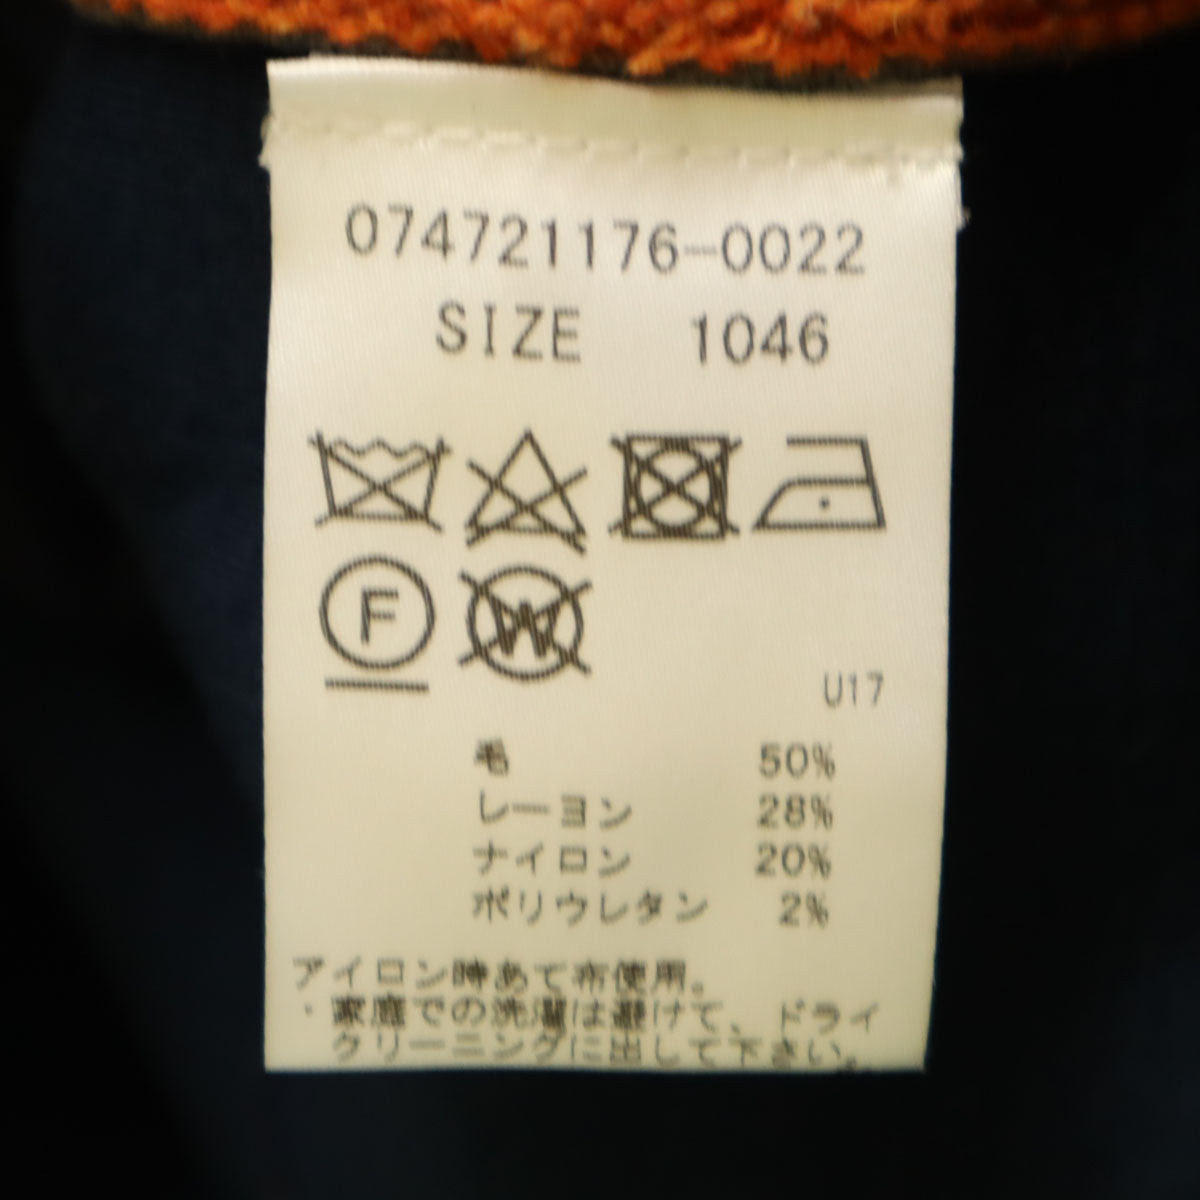 074721176-0022
SIZE 1046
F W
U17
毛 50%
レーヨン 28%
ナイロン 20%
ポリウレタン 2%
アイロン時あて布使用。
・家庭での洗濯は避けて、ドライ
クリーニングに出して下さい。